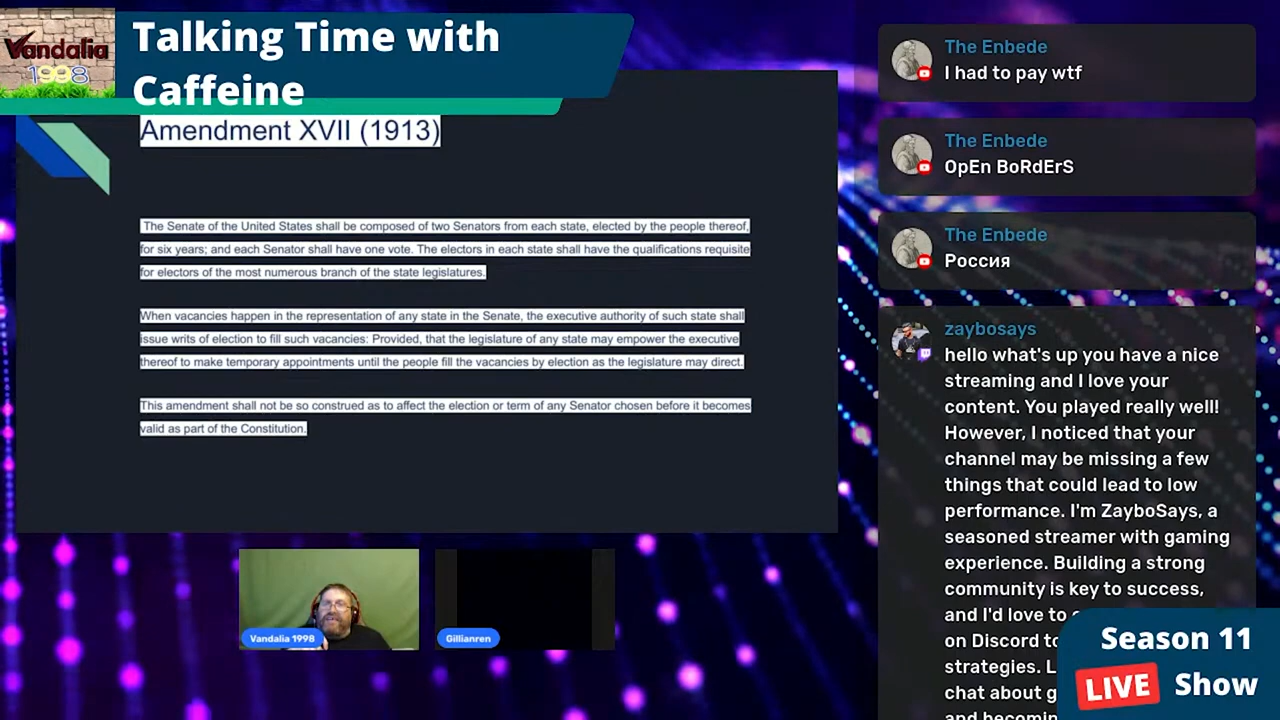 Vandalia
1998
Talking Time with
Caffeine
Amendment XVII (1913)
The Senate of the United States shall be composed of two Senators from each state, elected by the people thereof,
for six years; and each Senator shall have one vote. The electors in each state shall have the qualifications requisite
for electors of the most numerous branch of the state legislatures.
When vacancies happen in the representation of any state in the Senate, the executive authority of such state shall
issue writs of election to fill such vacancies: Provided, that the legislature of any state may empower the executive
thereof to make temporary appointments until the people fill the vacancies by election as the legislature may direct.
This amendment shall not be so construed as to affect the election or term of any Senator chosen before it becomes
valid as part of the Constitution.
Vandalia 1998
Gillianren
The Enbede
I had to pay wtf
The Enbede
OpEn BoRdErS
The Enbede
Россия
zaybosays
hello what's up you have a nice
streaming and I love your
content. You played really well!
However, I noticed that your
channel may be missing a few
things that could lead to low
performance. I'm ZayboSays, a
seasoned streamer with gaming
experience. Building a strong
community is key to success,
and I'd love to
on Discord to
strategies.
chat about
and
Season 11
LIVE Show